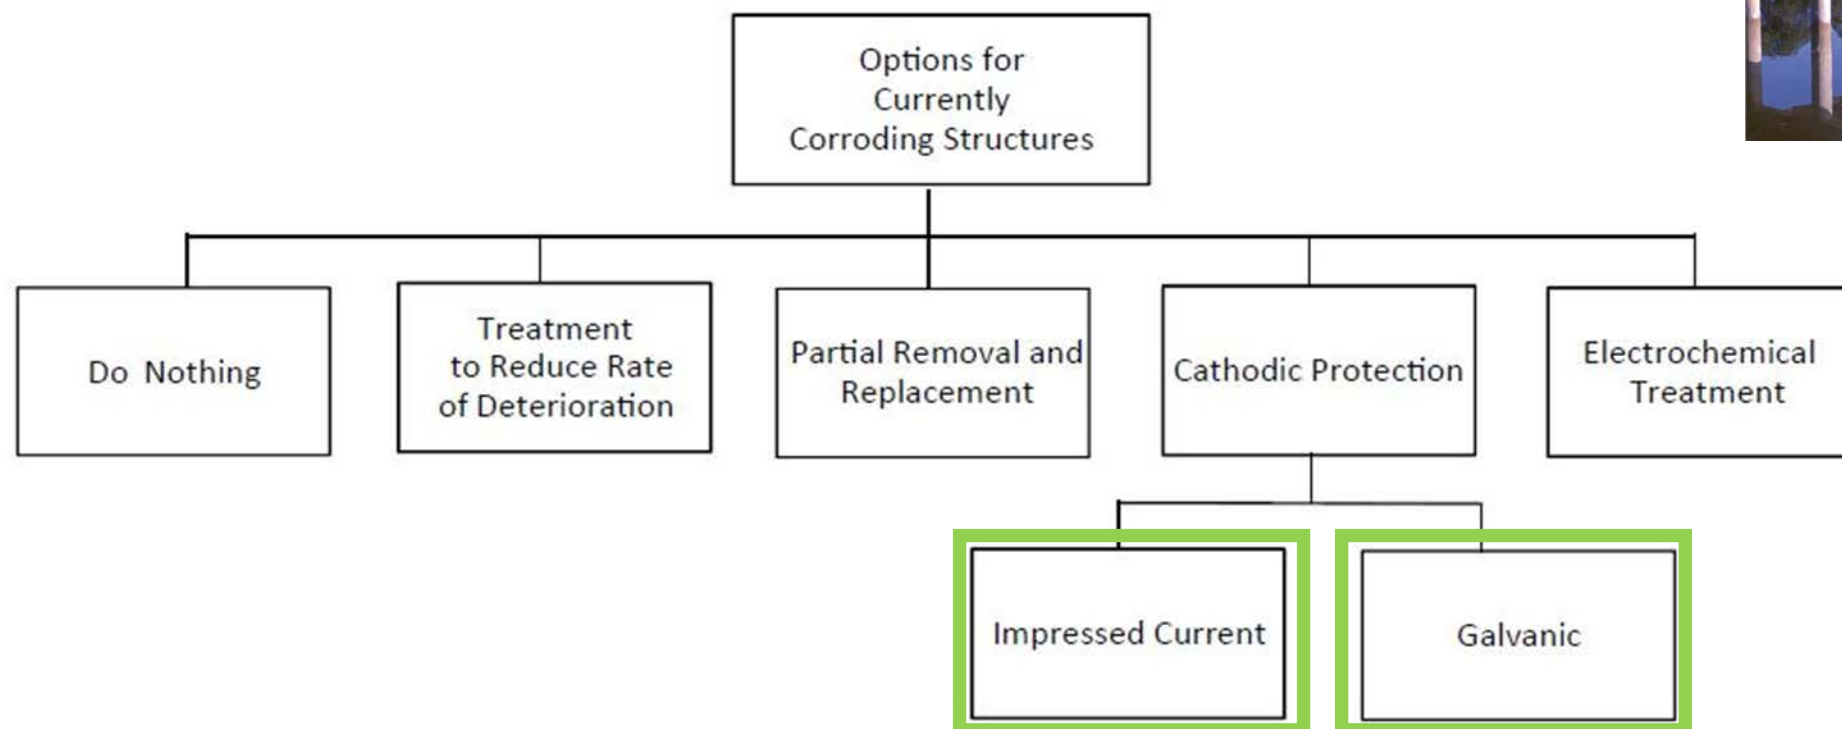 Options for
Currently
Corroding Structures
Do Nothing
Treatment
to Reduce Rate
of Deterioration
Partial Removal and
Replacement
Cathodic Protection
Electrochemical
Treatment
Impressed Current
Galvanic